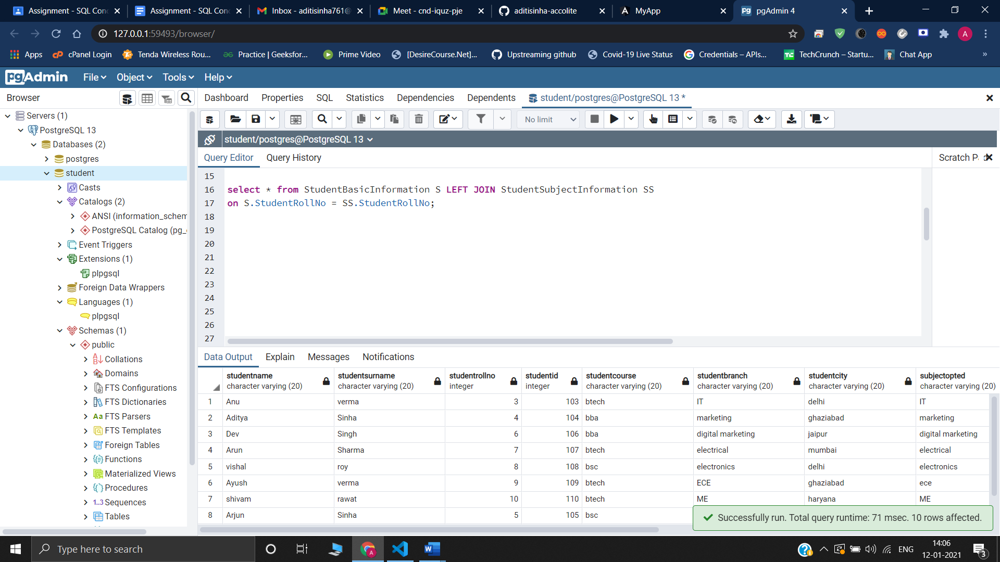 Assignment - SQL Con
Assignment - SQL Con
Inbox - aditisinha761@
Meet - cnd-iquz-pje
aditisinha-accolite
MyApp
pgAdmin 4
127.0.0.1:59493/browser/
Apps
cPanel Login
Tenda Wireless Rou...
Practice | Geeksfor...
Prime Video
[DesireCourse.Net]...
Upstreaming github
Covid-19 Live Status
Credentials – APIs...
TechCrunch – Startu...
Chat App
»
pgAdmin
File
Object
Tools
Help
Browser
Dashboard
Properties
SQL
Statistics
Dependencies
Dependents
student/postgres@PostgreSQL 13 *
Servers (1)
PostgreSQL 13
Databases (2)
postgres
student
Casts
Catalogs (2)
ANSI (information_schem
PostgreSQL Catalog (pg_
Event Triggers
Extensions (1)
plpgsql
Foreign Data Wrappers
Languages (1)
plpgsql
Schemas (1)
public
Collations
Domains
FTS Configurations
FTS Dictionaries
Aa FTS Parsers
FTS Templates
Foreign Tables
Functions
Materialized Views
Procedures
1..3 Sequences
Tables
No limit
student/postgres@PostgreSQL 13
Query Editor
Query History
Scratch Pad
15
16 select * from StudentBasicInformation S LEFT JOIN StudentSubjectInformation SS
17 on S.StudentRollNo = SS.StudentRollNo;
18
19
20
21
22
23
24
25
26
27
Data Output
Explain
Messages
Notifications
studentname character varying (20)
studentsurname character varying (20)
studentrollno integer
studentid integer
studentcourse character varying (20)
studentbranch character varying (20)
studentcity character varying (20)
subjectopted character varying (20)
1 Anu verma 3 103 btech IT delhi IT
2 Aditya Sinha 4 104 bba marketing ghaziabad marketing
3 Dev Singh 6 106 bba digital marketing jaipur digital marketing
4 Arun Sharma 7 107 btech electrical mumbai electrical
5 vishal roy 8 108 bsc electronics delhi electronics
6 Ayush verma 9 109 btech ECE ghaziabad ece
7 shivam rawat 10 110 btech ME haryana ME
8 Arjun Sinha 5 105 bsc
Successfully run. Total query runtime: 71 msec. 10 rows affected.
Type here to search
ENG
14:06
12-01-2021
3